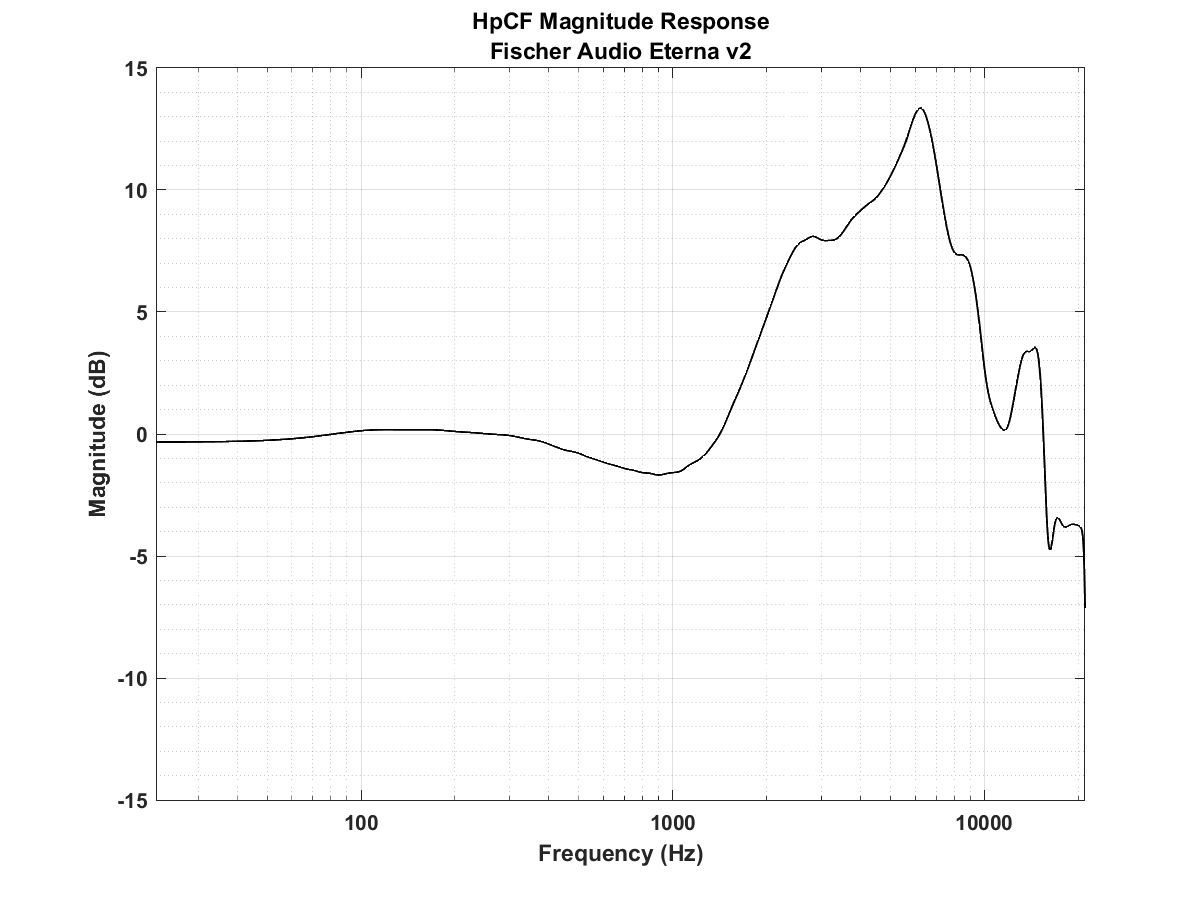 HpCF Magnitude Response
Fischer Audio Eterna v2
15
10
5
0
-5
-10
-15
Magnitude (dB)
100
1000
10000
Frequency (Hz)